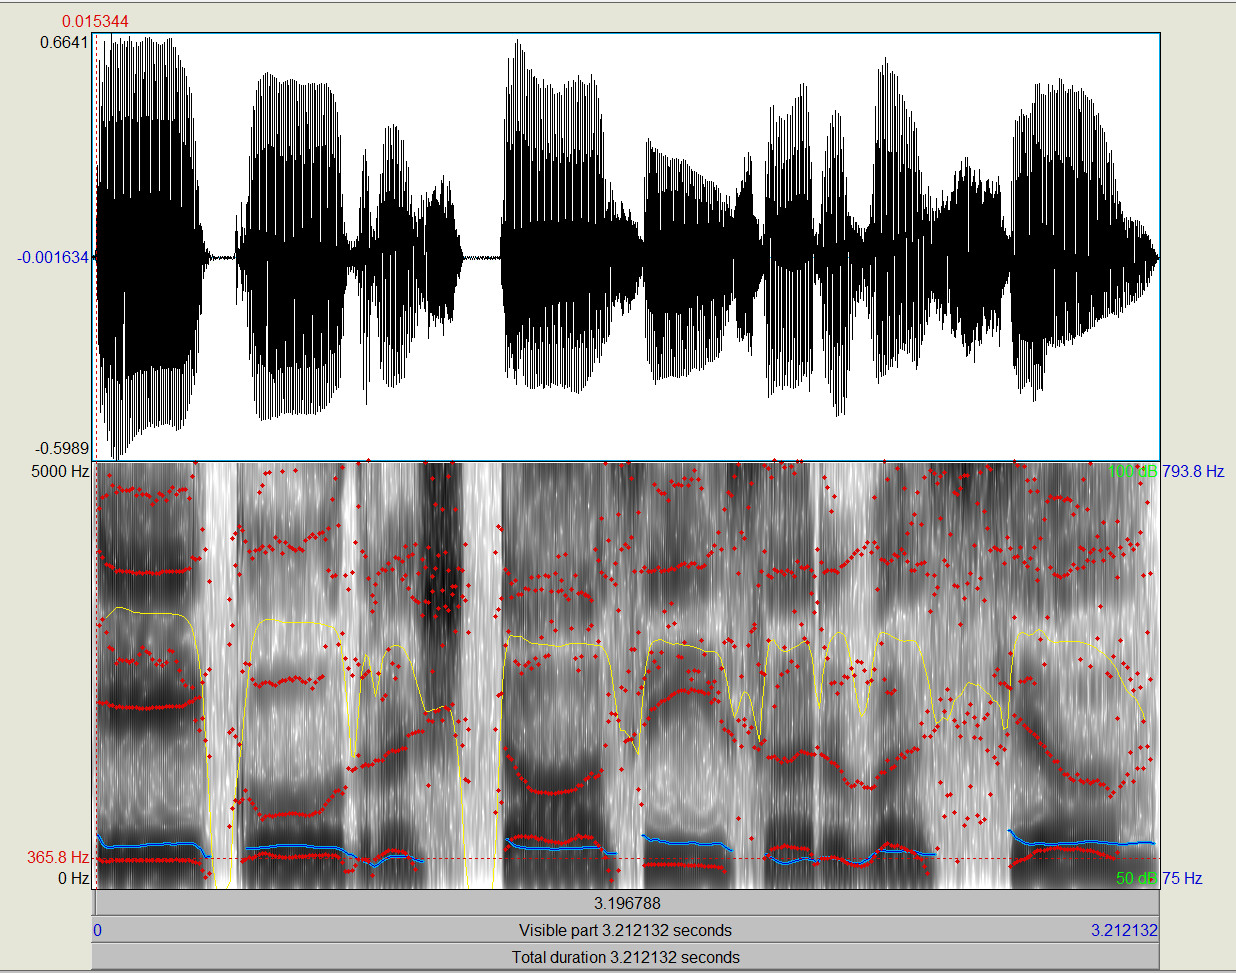 0.015344
0.6641
-0.001634
-0.5989
5000 Hz
100 dB
793.8 Hz
365.8 Hz
0 Hz
50 dB
75 Hz
3.196788
0
Visible part 3.212132 seconds
3.212132
Total duration 3.212132 seconds